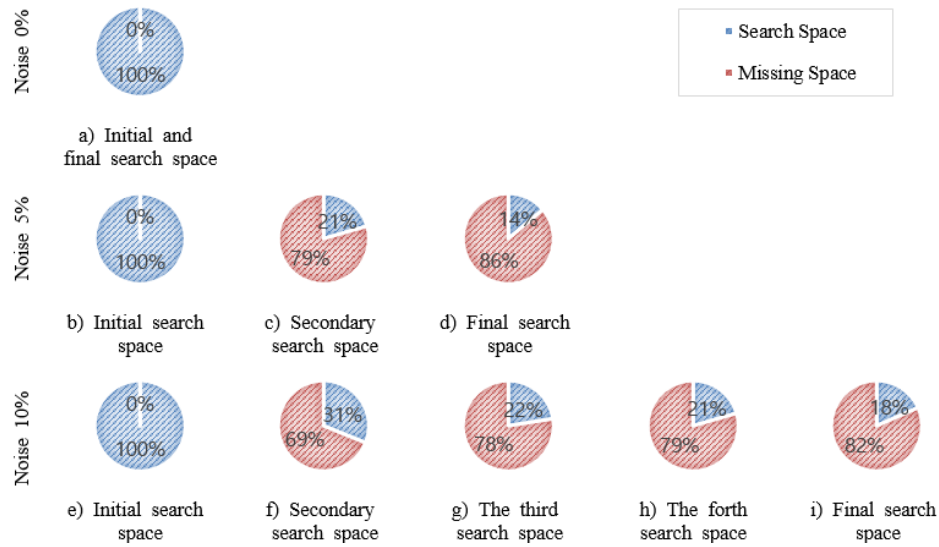 Noise 0%
0%
100%
Search Space
Missing Space
a) Initial and
final search space
Noise 5%
0%
100%
21%
79%
14%
86%
b) Initial search
space
c) Secondary
search space
d) Final search
space
Noise 10%
0%
100%
31%
69%
22%
78%
21%
79%
18%
82%
e) Initial search
space
f) Secondary
search space
g) The third
search space
h) The forth
search space
i) Final search
space